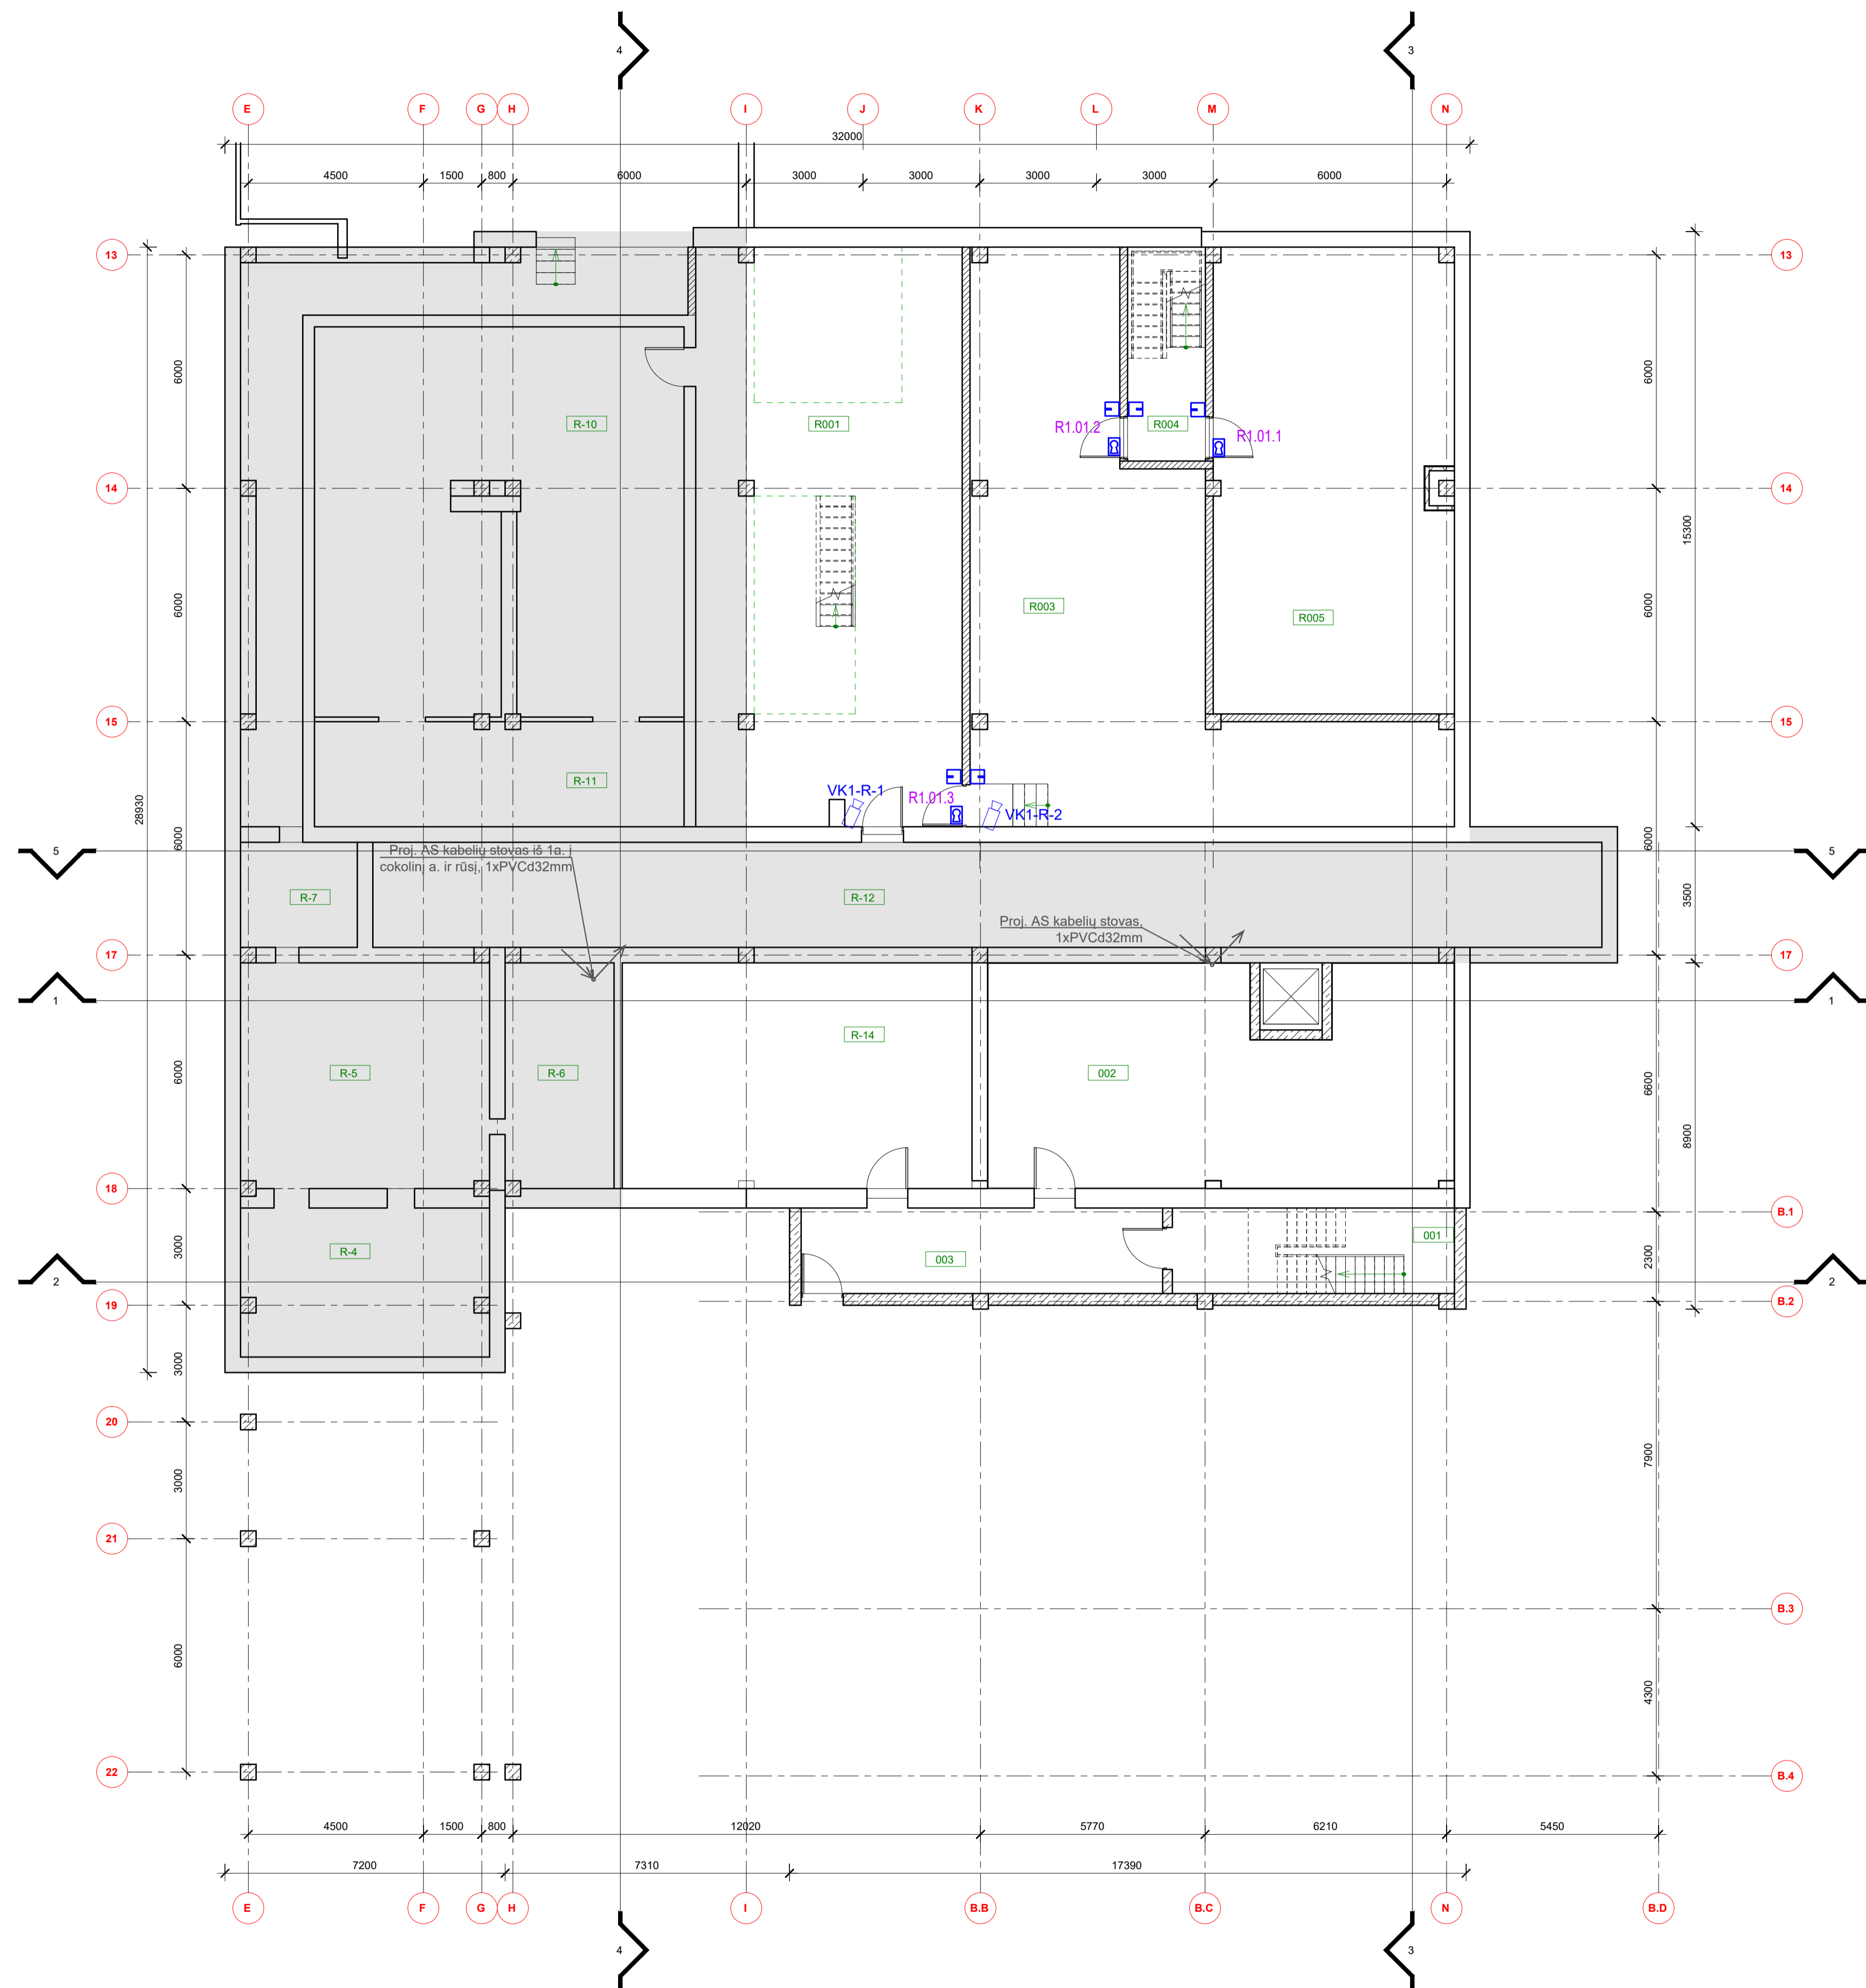 4 3
E F G H I J K L M N
32000
4500 1500 800 6000 3000 3000 3000 3000 6000
13 13
6000 6000
R-10 R001 R1.01.2 R004 R1.01.1
14 14
15300
6000 6000
R003 R005
15 15
R-11
VK1-R-1 R1.01.3 VK1-R-2
28930
6000 6000
5 5
Proj. AS kabelių stovas iš 1a. į
cokolinį a. ir rūsį, 1xPVCd32mm
R-7 R-12
3500
Proj. AS kabelių stovas,
1xPVCd32mm
17 17
1 1
R-14
R-5 R-6 002
6000 6600
8900
18
B.1
001
R-4 003
3000 2300
2 2
19 B.2
3000
20
3000 7900
21
B.3
6000 4300
22 B.4
4500 1500 800 12020 5770 6210 5450
7200 7310 17390
E F G H I B.B B.C N B.D
4 3